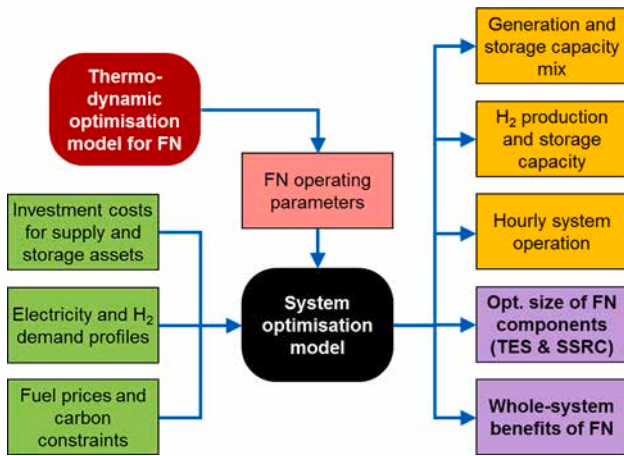 Thermo-
dynamic
optimisation
model for FN
FN operating
parameters
Investment costs
for supply and
storage assets
Electricity and H₂
demand profiles
Fuel prices and
carbon
constraints
System
optimisation
model
Generation and
storage capacity
mix
H₂ production
and storage
capacity
Hourly system
operation
Opt. size of FN
components
(TES & SSRC)
Whole-system
benefits of FN